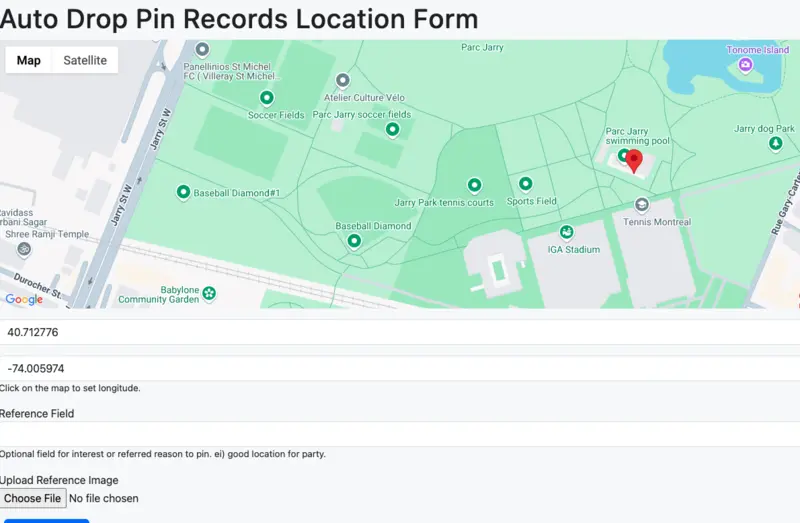 Auto Drop Pin Records Location Form
Map
Satellite
Parc Jarry
Tonome Island
Panellinios St Michel
FC ( Villeray St Michel...
Atelier Culture Vélo
Soccer Fields
Parc Jarry soccer fields
Parc Jarry
swimming pool
Jarry dog Park
Jarry St W
Baseball Diamond#1
Jarry Park tennis courts
Sports Field
Jarry St W
Tennis Montreal
Baseball Diamond
IGA Stadium
Rue Gary-Carter
Ravidass
Sagar
Shree Ramji Temple
Durocher St.
Babylone
Community Garden
Google
40.712776
-74.005974
Click on the map to set longitude.
Reference Field
Optional field for interest or referred reason to pin. ei) good location for party.
Upload Reference Image
Choose File No file chosen